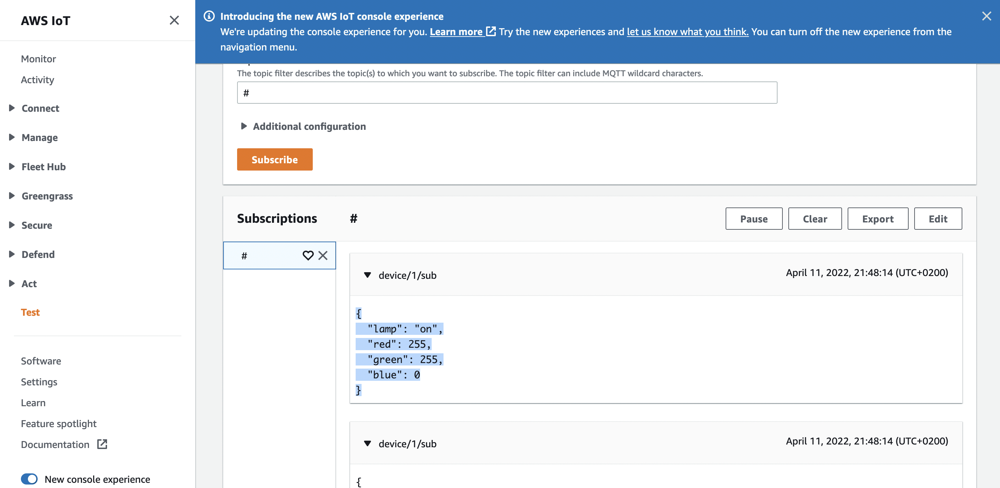 AWS IoT
Monitor
Activity
Connect
Manage
Fleet Hub
Greengrass
Secure
Defend
Act
Test
Software
Settings
Learn
Feature spotlight
Documentation
New console experience
Introducing the new AWS IoT console experience
We're updating the console experience for you. Learn more Try the new experiences and let us know what you think. You can turn off the new experience from the
navigation menu.
The topic filter describes the topic(s) to which you want to subscribe. The topic filter can include MQTT wildcard characters.
#
Additional configuration
Subscribe
Subscriptions
#
Pause
Clear
Export
Edit
#
device/1/sub
April 11, 2022, 21:48:14 (UTC+0200)
{
"lamp": "on",
"red": 255,
"green": 255,
"blue": 0
}
device/1/sub
April 11, 2022, 21:48:14 (UTC+0200)
{